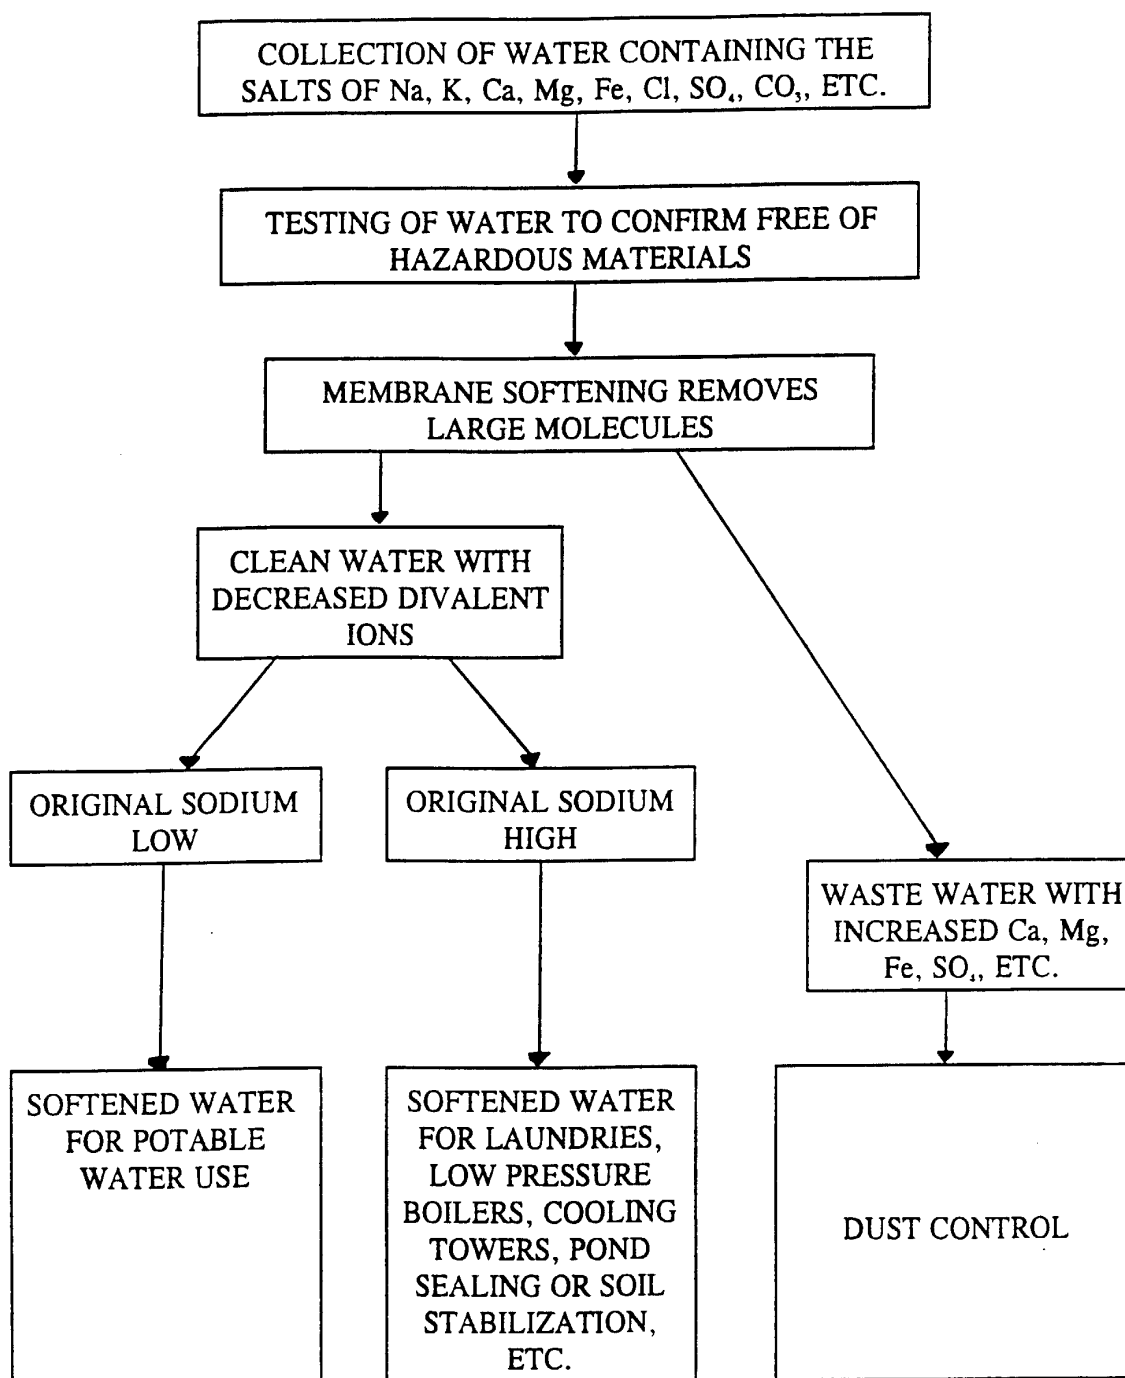 COLLECTION OF WATER CONTAINING THE
SALTS OF Na, K, Ca, Mg, Fe, Cl, SO₄, CO₃, ETC.
TESTING OF WATER TO CONFIRM FREE OF
HAZARDOUS MATERIALS
MEMBRANE SOFTENING REMOVES
LARGE MOLECULES
CLEAN WATER WITH
DECREASED DIVALENT
IONS
ORIGINAL SODIUM
LOW
ORIGINAL SODIUM
HIGH
WASTE WATER WITH
INCREASED Ca, Mg,
Fe, SO₄, ETC.
SOFTENED WATER
FOR POTABLE
WATER USE
SOFTENED WATER
FOR LAUNDRIES,
LOW PRESSURE
BOILERS, COOLING
TOWERS, POND
SEALING OR SOIL
STABILIZATION,
ETC.
DUST CONTROL